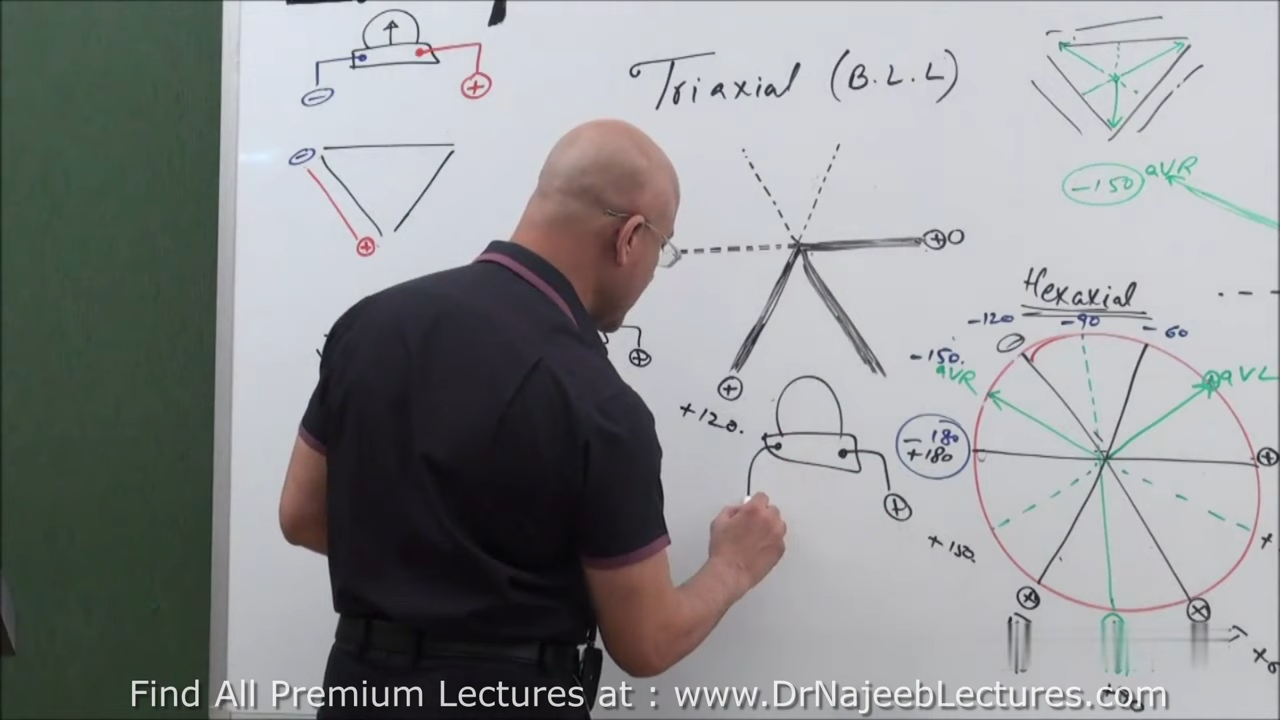 Triaxial (B.L.L)
+ 0
+120.
+150.
-150 aVR
Hexaxial
-120 -90 -60
-150.
aVR
aVL
-180
+180
Find All Premium Lectures at : www.DrNajeebLectures.com